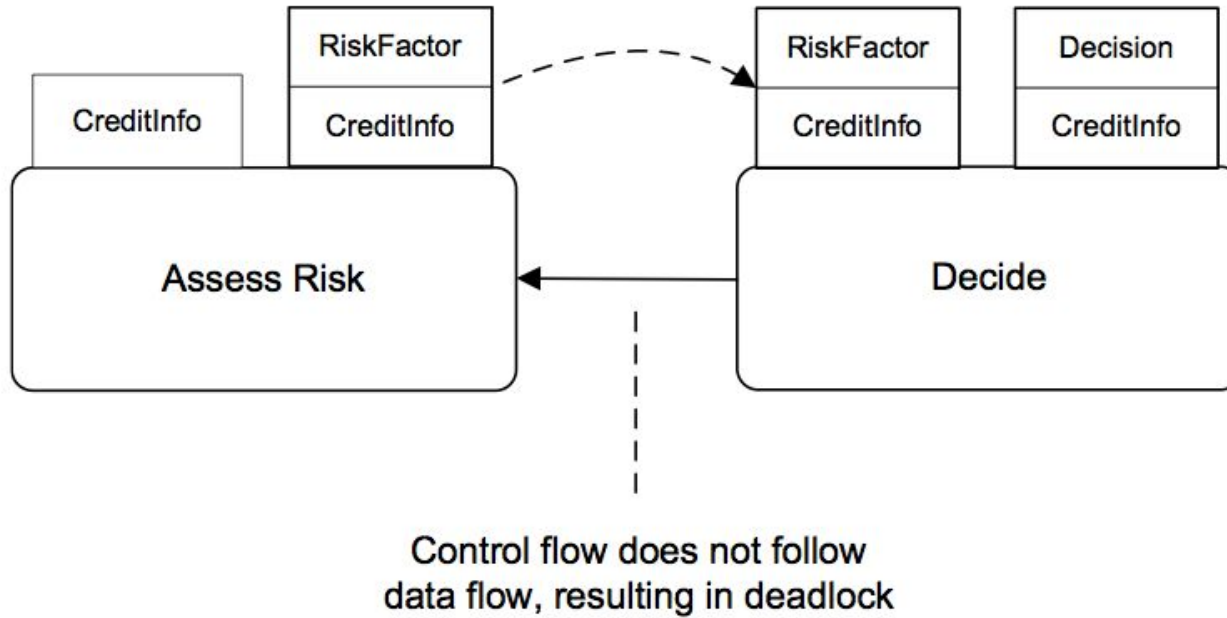 RiskFactor
CreditInfo
CreditInfo
RiskFactor
CreditInfo
Decision
CreditInfo
Assess Risk
Decide
Control flow does not follow
data flow, resulting in deadlock